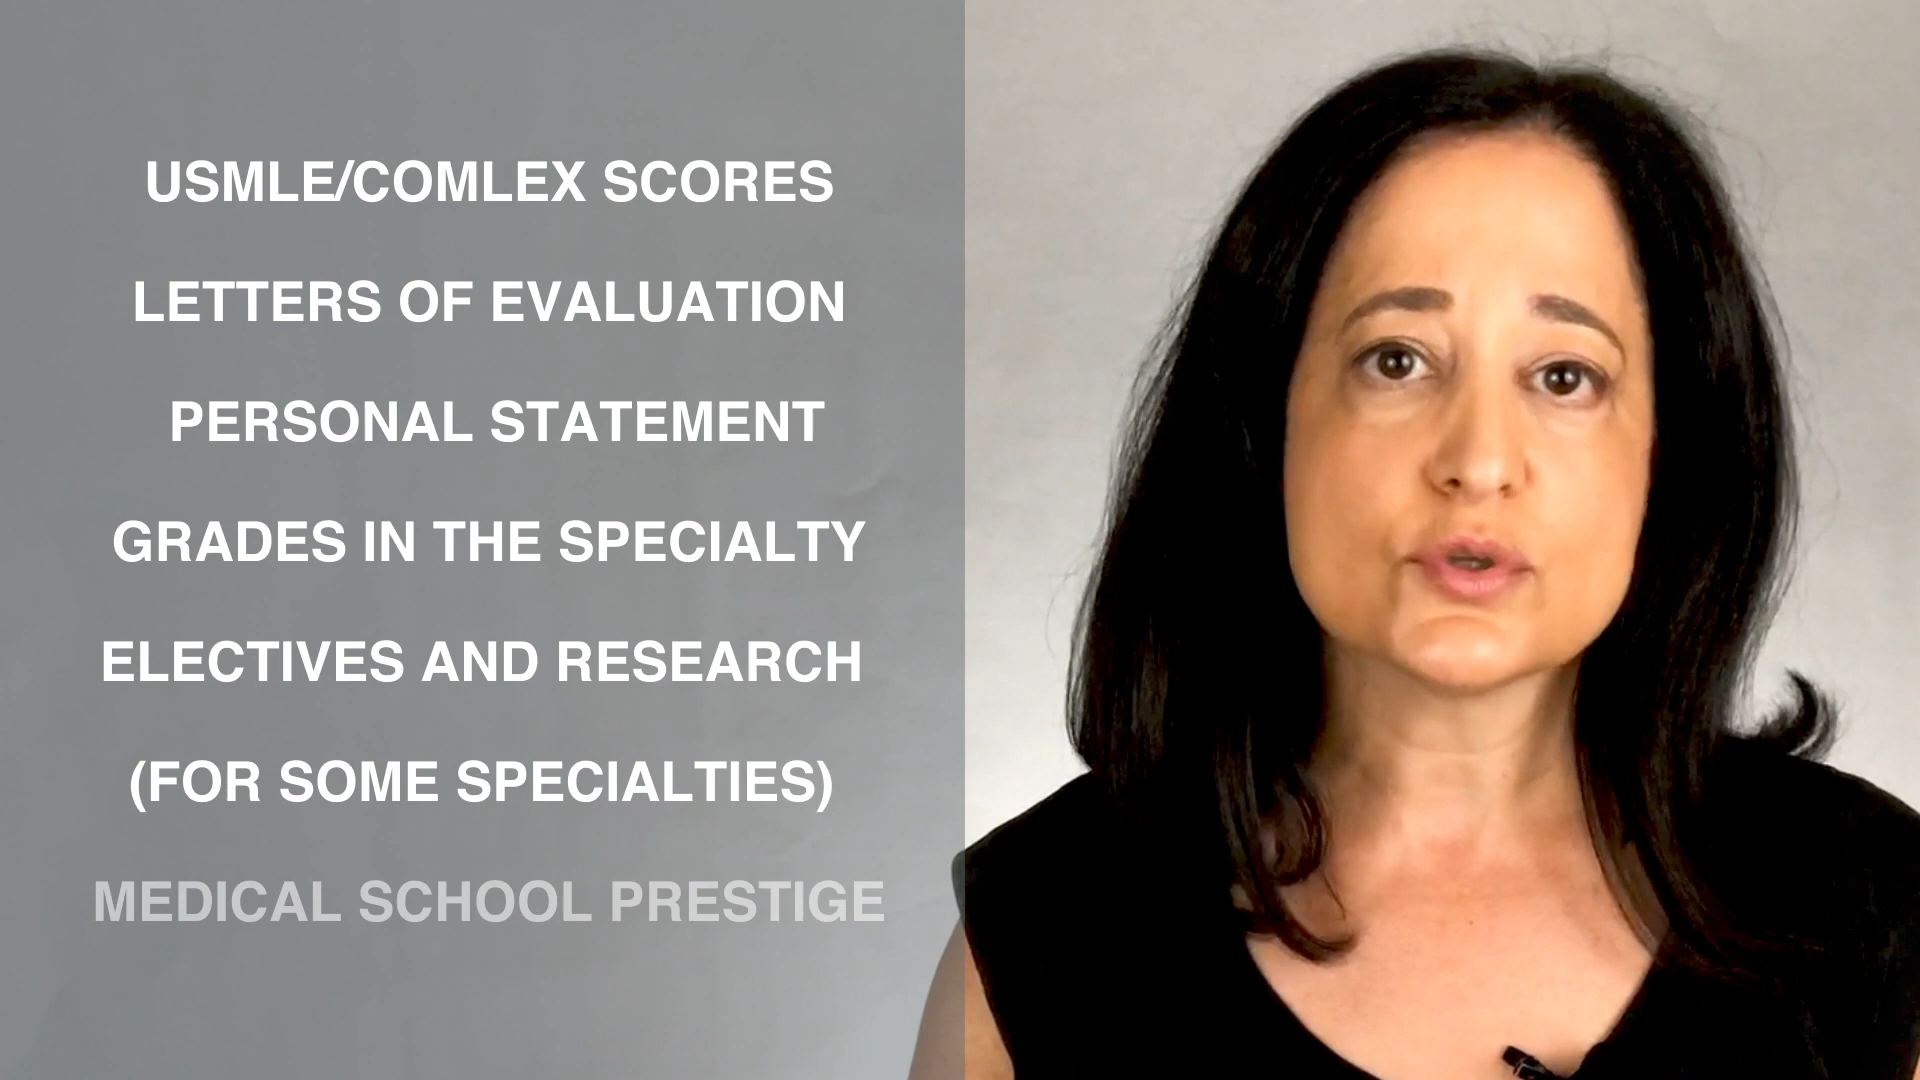 USMLE/COMLEX SCORES
LETTERS OF EVALUATION
PERSONAL STATEMENT
GRADES IN THE SPECIALTY
ELECTIVES AND RESEARCH
(FOR SOME SPECIALTIES)
MEDICAL SCHOOL PRESTIGE